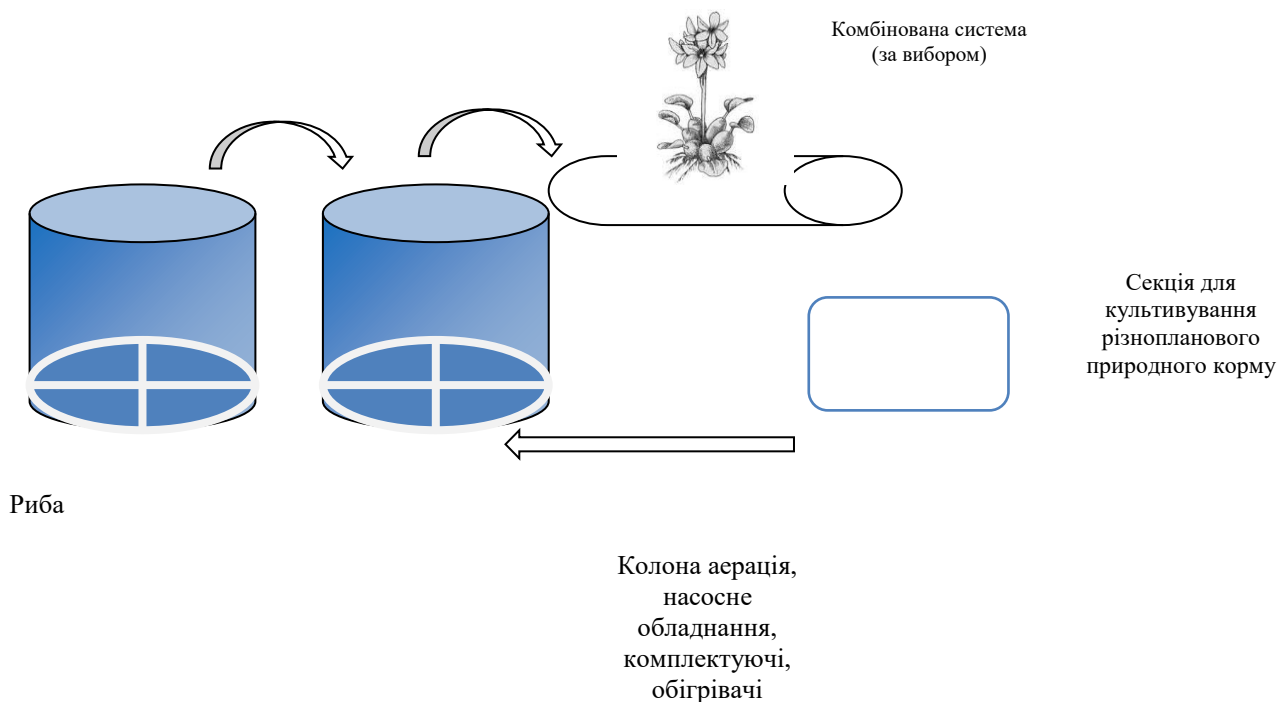 Комбінована система
(за вибором)
Секція для
культивування
різнопланового
природного корму
Риба
Колона аерація,
насосне
обладнання,
комплектуючі,
обігрівачі